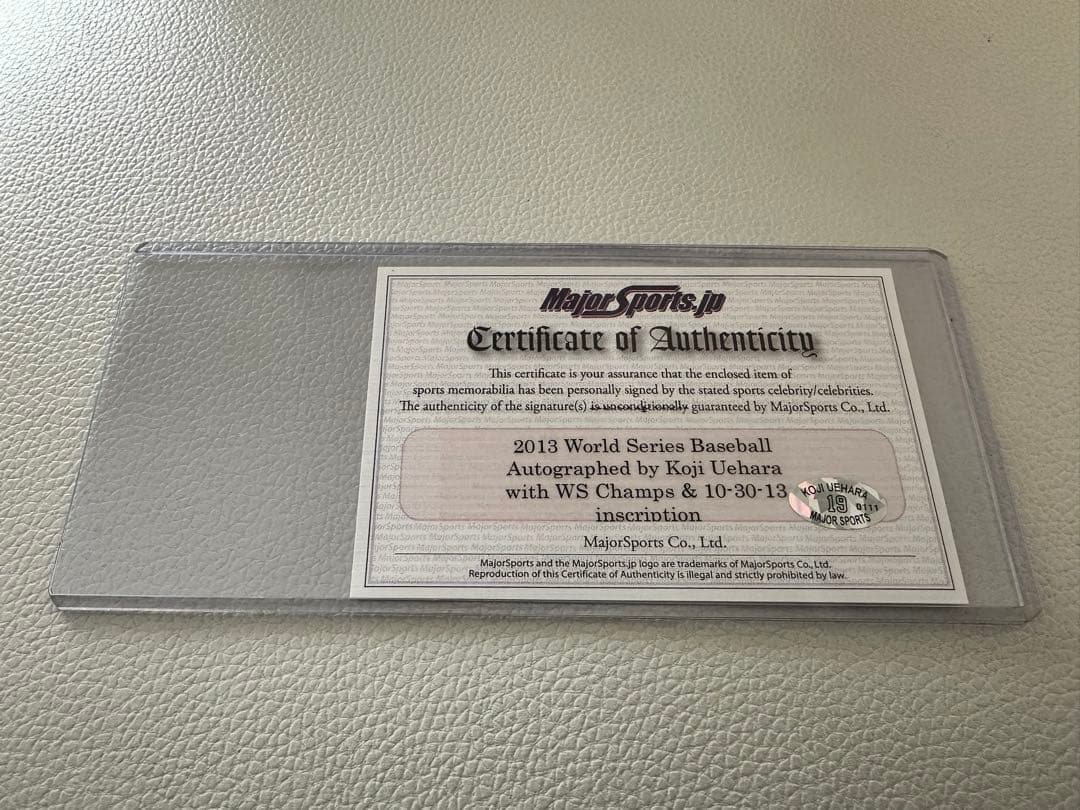 MajorSports.jp
Certificate of Authenticity
This certificate is your assurance that the enclosed item of
sports memorabilia has been personally signed by the stated sports celebrity/celebrities.
The authenticity of the signature(s) is unconditionally guaranteed by MajorSports Co., Ltd.
2013 World Series Baseball
Autographed by Koji Uehara
with WS Champs & 10-30-13
inscription
KOJI UEHARA
19 0111
MAJOR SPORTS
MajorSports Co., Ltd.
MajorSports and the MajorSports.jp logo are trademarks of MajorSports Co., Ltd.
Reproduction of this Certificate of Authenticity is illegal and strictly prohibited by law.